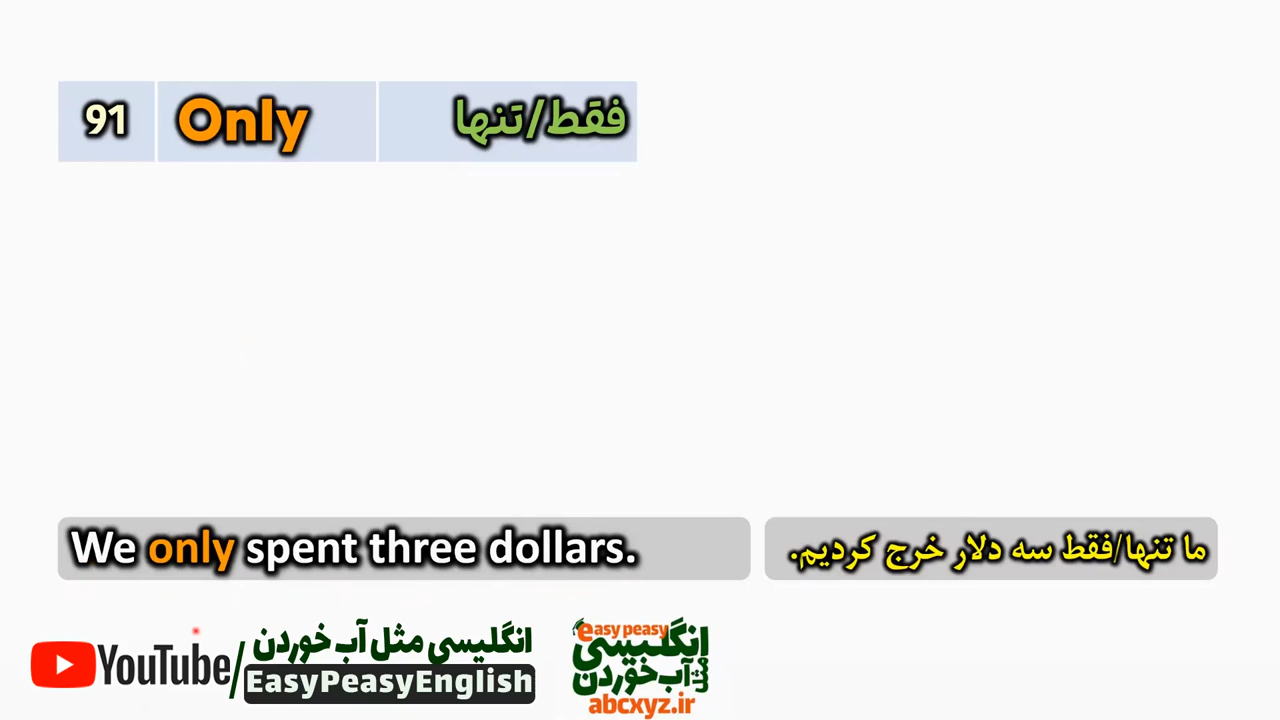 91 Only فقط/تنها
We only spent three dollars.
ما تنها/فقط سه دلار خرج کردیم.
YouTube/انگلیسی مثل آب خوردن
EasyPeasyEnglish
easy peasy
انگلیسی
مثل آب خوردن
abcxyz.ir